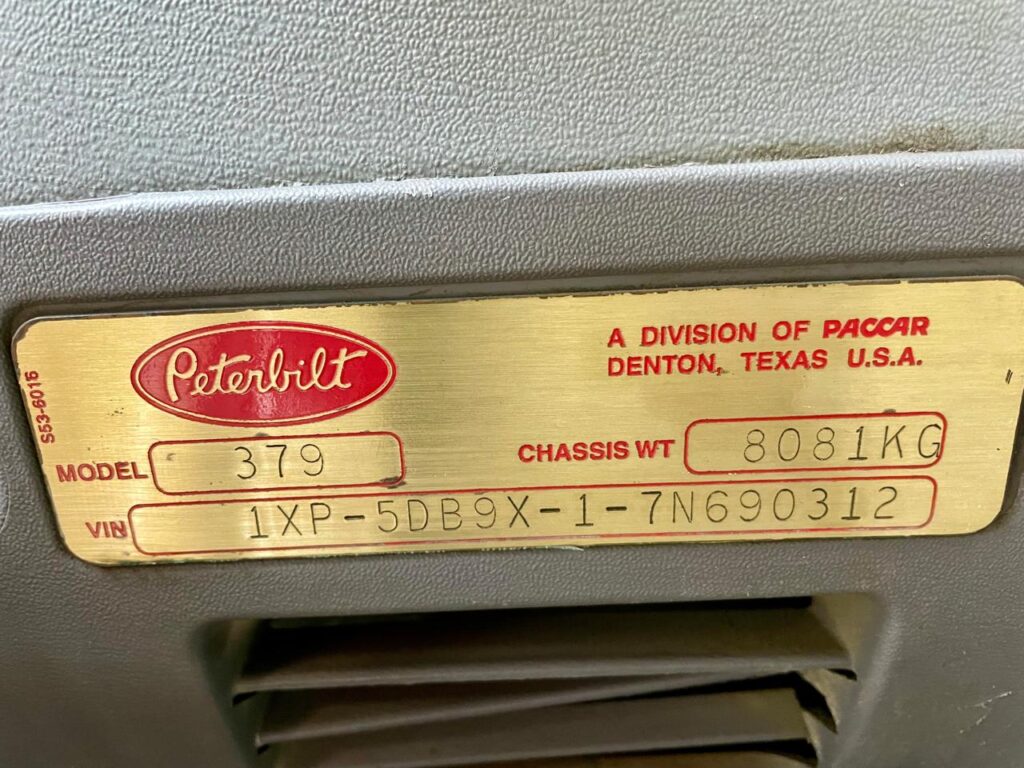 Peterbilt
A DIVISION OF PACCAR
DENTON, TEXAS U.S.A.
S53-6016
MODEL 379
CHASSIS WT 8081KG
VIN 1XP-5DB9X-1-7N690312